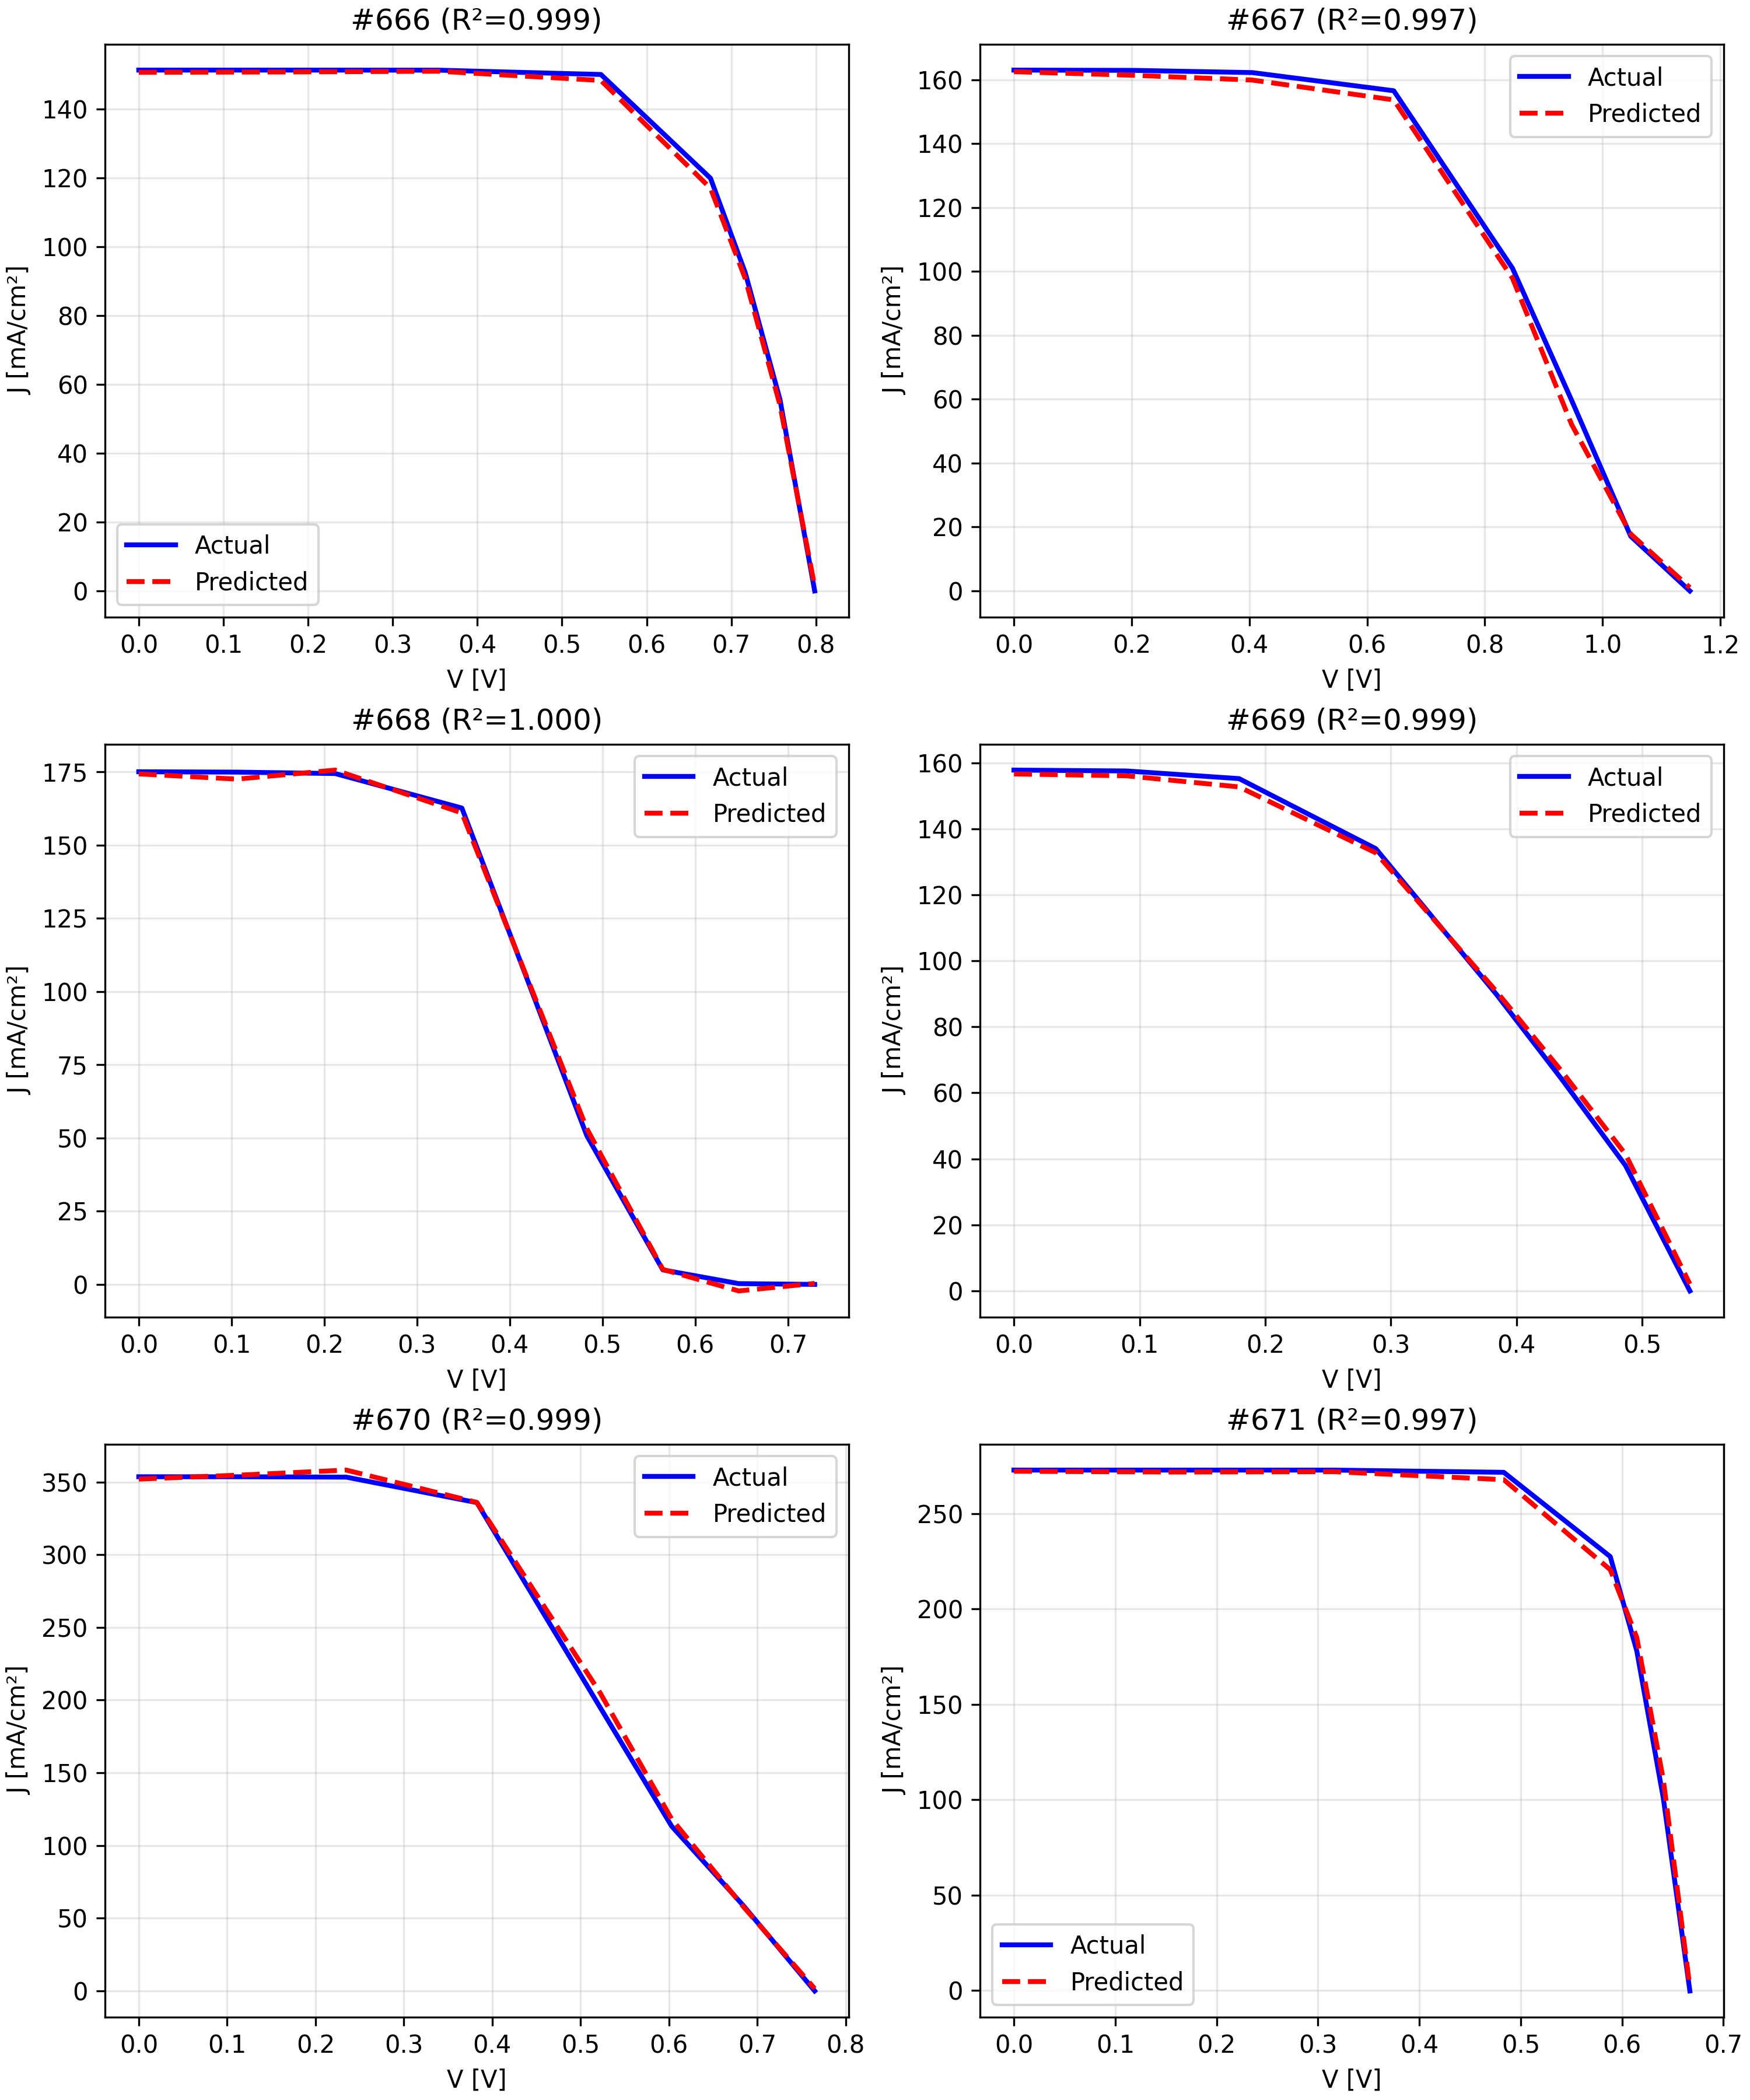 #666 (R²=0.999)
J [mA/cm²]
140
120
100
80
60
40
20
0
Actual
Predicted
0.0 0.1 0.2 0.3 0.4 0.5 0.6 0.7 0.8
V [V]
#667 (R²=0.997)
J [mA/cm²]
160
140
120
100
80
60
40
20
0
Actual
Predicted
0.0 0.2 0.4 0.6 0.8 1.0 1.2
V [V]
#668 (R²=1.000)
J [mA/cm²]
175
150
125
100
75
50
25
0
Actual
Predicted
0.0 0.1 0.2 0.3 0.4 0.5 0.6 0.7
V [V]
#669 (R²=0.999)
J [mA/cm²]
160
140
120
100
80
60
40
20
0
Actual
Predicted
0.0 0.1 0.2 0.3 0.4 0.5
V [V]
#670 (R²=0.999)
J [mA/cm²]
350
300
250
200
150
100
50
0
Actual
Predicted
0.0 0.1 0.2 0.3 0.4 0.5 0.6 0.7 0.8
V [V]
#671 (R²=0.997)
J [mA/cm²]
250
200
150
100
50
0
Actual
Predicted
0.0 0.1 0.2 0.3 0.4 0.5 0.6 0.7
V [V]